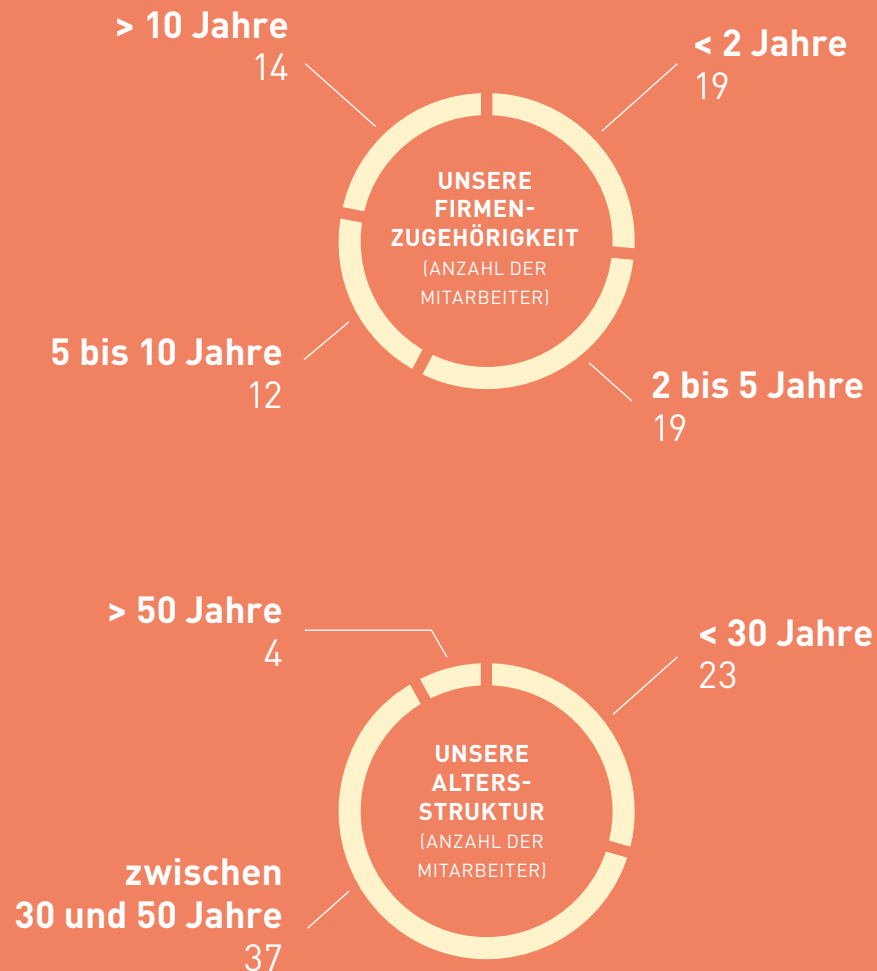 > 10 Jahre
14
< 2 Jahre
19
UNSERE
FIRMEN-
ZUGEHÖRIGKEIT
(ANZAHL DER
MITARBEITER)
5 bis 10 Jahre
12
2 bis 5 Jahre
19
> 50 Jahre
4
< 30 Jahre
23
UNSERE
ALTERS-
STRUKTUR
(ANZAHL DER
MITARBEITER)
zwischen
30 und 50 Jahre
37